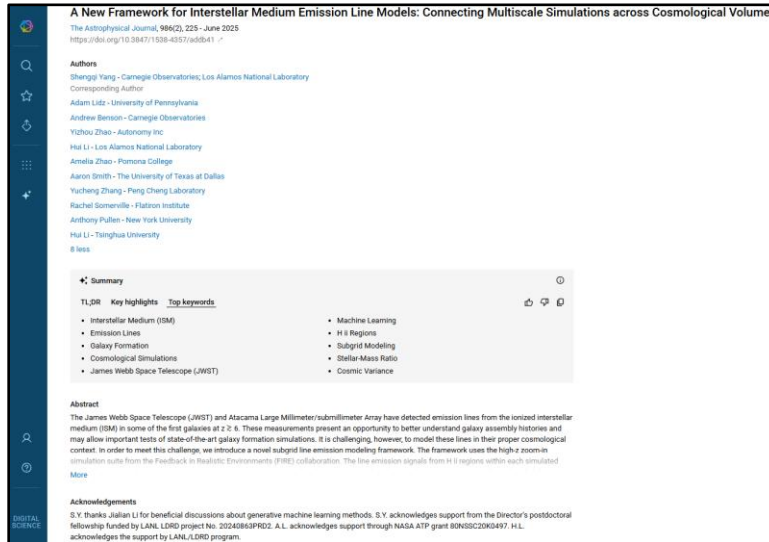 A New Framework for Interstellar Medium Emission Line Models: Connecting Multiscale Simulations across Cosmological Volume
The Astrophysical Journal, 986(2), 225 - June 2025
https://doi.org/10.3847/1538-4357/addb41
Authors
Shengqi Yang - Carnegie Observatories; Los Alamos National Laboratory
Corresponding Author
Adam Lidz - University of Pennsylvania
Andrew Benson - Carnegie Observatories
Yizhou Zhao - Autonomy Inc
Hui Li - Los Alamos National Laboratory
Amelia Zhao - Pomona College
Aaron Smith - The University of Texas at Dallas
Yucheng Zhang - Peng Cheng Laboratory
Rachel Somerville - Flatiron Institute
Anthony Pullen - New York University
Hui Li - Tsinghua University
8 less
Summary
TL;DR Key highlights Top keywords
• Interstellar Medium (ISM)
• Emission Lines
• Galaxy Formation
• Cosmological Simulations
• James Webb Space Telescope (JWST)
• Machine Learning
• H ii Regions
• Subgrid Modeling
• Stellar-Mass Ratio
• Cosmic Variance
Abstract
The James Webb Space Telescope (JWST) and Atacama Large Millimeter/submillimeter Array have detected emission lines from the ionized interstellar
medium (ISM) in some of the first galaxies at z ≳ 6. These measurements present an opportunity to better understand galaxy assembly histories and
may allow important tests of state-of-the-art galaxy formation simulations. It is challenging, however, to model these lines in their proper cosmological
context. In order to meet this challenge, we introduce a novel subgrid line emission modeling framework. The framework uses the high-z zoom-in
simulation suite from the Feedback in Realistic Environments (FIRE) collaboration. The line emission signals from H ii regions within each simulated
More
Acknowledgements
S.Y. thanks Jialian Li for beneficial discussions about generative machine learning methods. S.Y. acknowledges support from the Director's postdoctoral
fellowship funded by LANL LDRD project No. 20240863PRD2. A.L. acknowledges support through NASA ATP grant 80NSSC20K0497. H.L.
acknowledges the support by LANL/LDRD program.
DIGITAL
SCIENCE